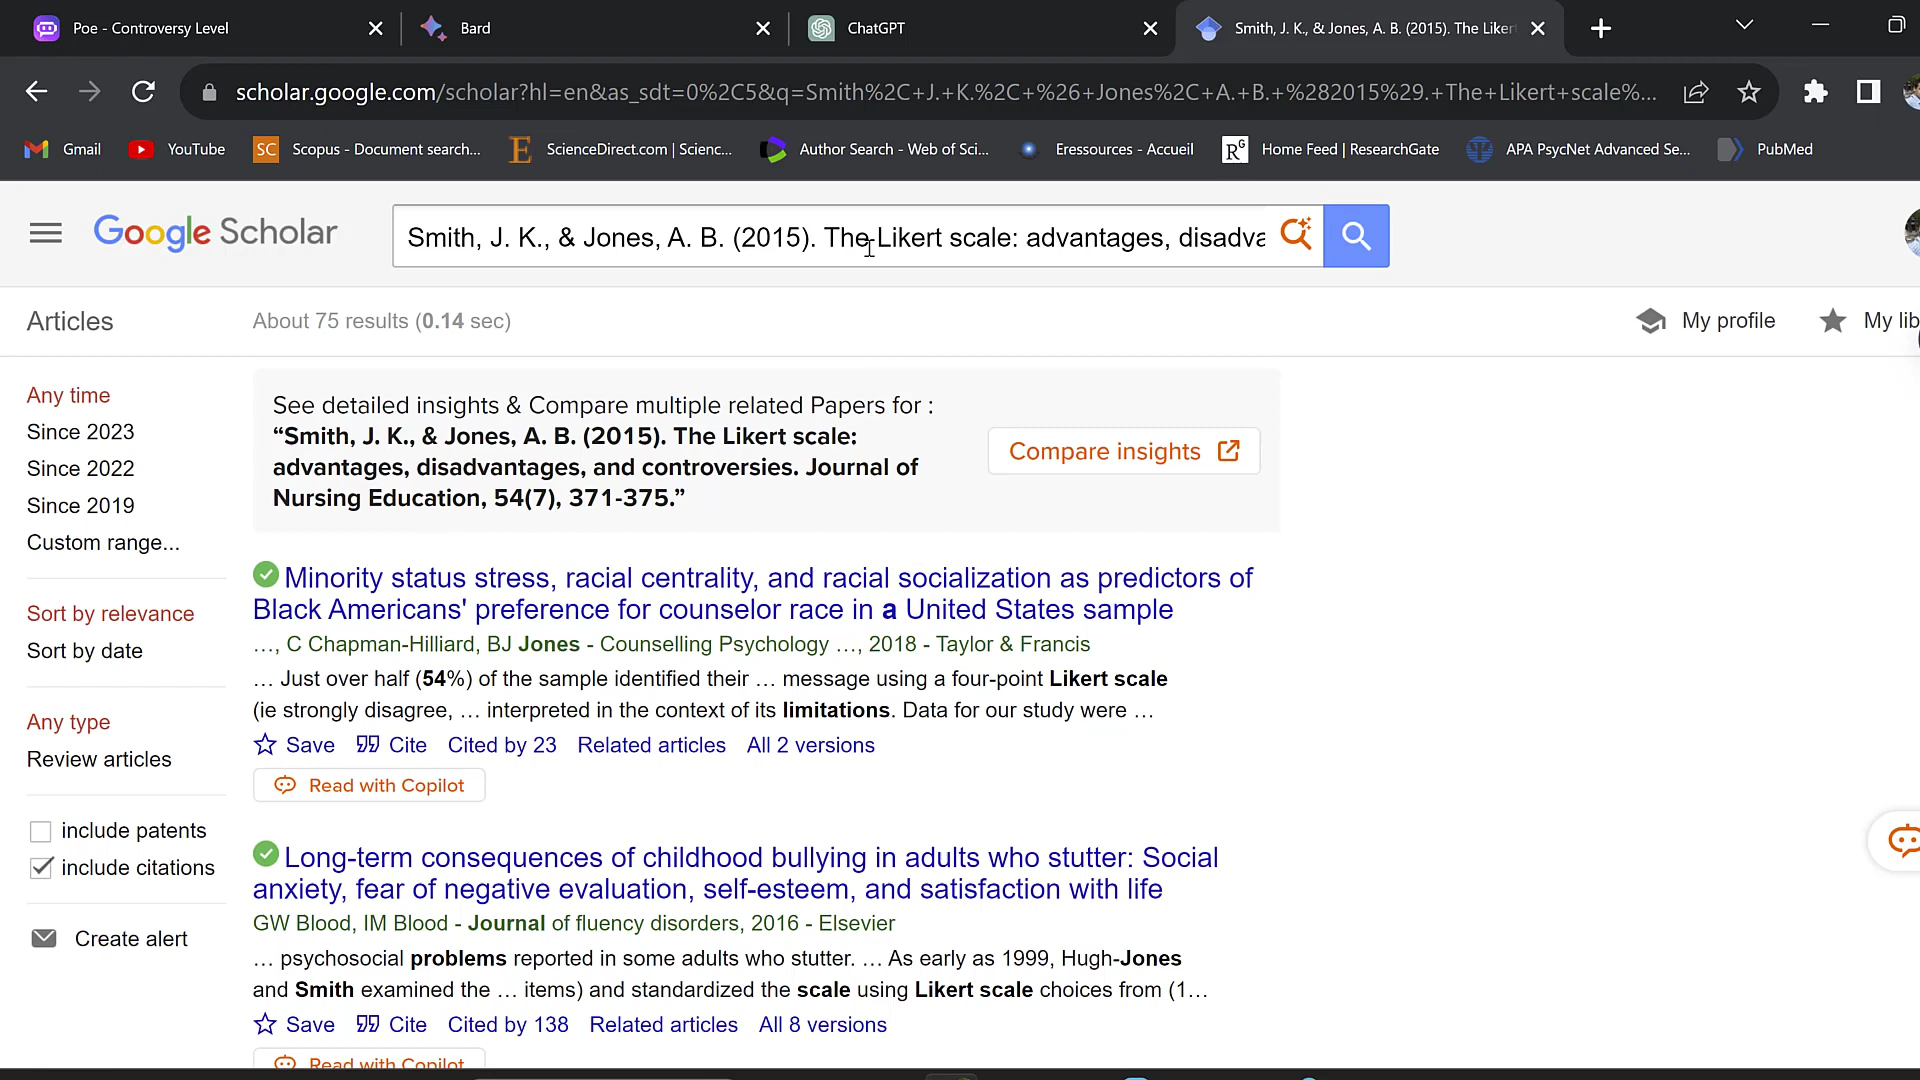 Poe - Controversy Level
Bard
ChatGPT
Smith, J. K., & Jones, A. B. (2015). The Liker
scholar.google.com/scholar?hl=en&as_sdt=0%2C5&q=Smith%2C+J.+K.%2C+%26+Jones%2C+A.+B.+%282015%29.+The+Likert+scale%...
Gmail
YouTube
SC Scopus - Document search...
E ScienceDirect.com | Scienc...
Author Search - Web of Sci...
Eressources - Accueil
RG Home Feed | ResearchGate
APA PsycNet Advanced Se...
PubMed
Google Scholar
Smith, J. K., & Jones, A. B. (2015). The Likert scale: advantages, disadva
Articles
About 75 results (0.14 sec)
My profile
My lib
Any time
Since 2023
Since 2022
Since 2019
Custom range...
Sort by relevance
Sort by date
Any type
Review articles
include patents
include citations
Create alert
See detailed insights & Compare multiple related Papers for :
“Smith, J. K., & Jones, A. B. (2015). The Likert scale:
advantages, disadvantages, and controversies. Journal of
Nursing Education, 54(7), 371-375.”
Compare insights
Minority status stress, racial centrality, and racial socialization as predictors of
Black Americans' preference for counselor race in a United States sample
…, C Chapman-Hilliard, BJ Jones - Counselling Psychology …, 2018 - Taylor & Francis
… Just over half (54%) of the sample identified their … message using a four-point Likert scale
(ie strongly disagree, … interpreted in the context of its limitations. Data for our study were …
Save Cite Cited by 23 Related articles All 2 versions
Read with Copilot
Long-term consequences of childhood bullying in adults who stutter: Social
anxiety, fear of negative evaluation, self-esteem, and satisfaction with life
GW Blood, IM Blood - Journal of fluency disorders, 2016 - Elsevier
… psychosocial problems reported in some adults who stutter. … As early as 1999, Hugh-Jones
and Smith examined the … items) and standardized the scale using Likert scale choices from (1…
Save Cite Cited by 138 Related articles All 8 versions
Read with Copilot